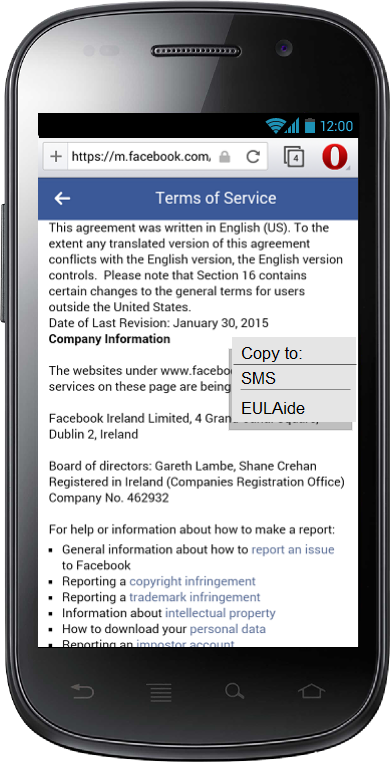 12:00
https://m.facebook.com,
4
Terms of Service
This agreement was written in English (US). To the
extent any translated version of this agreement
conflicts with the English version, the English version
controls.  Please note that Section 16 contains
certain changes to the general terms for users
outside the United States.
Date of Last Revision: January 30, 2015
Company Information
The websites under www.facebo
services on these page are being
Copy to:
SMS
EULAide
Facebook Ireland Limited, 4 Grand Canal Square,
Dublin 2, Ireland
Board of directors: Gareth Lambe, Shane Crehan
Registered in Ireland (Companies Registration Office)
Company No. 462932
For help or information about how to make a report:
General information about how to report an issue
to Facebook
Reporting a copyright infringement
Reporting a trademark infringement
Information about intellectual property
How to download your personal data
Reporting an impostor account